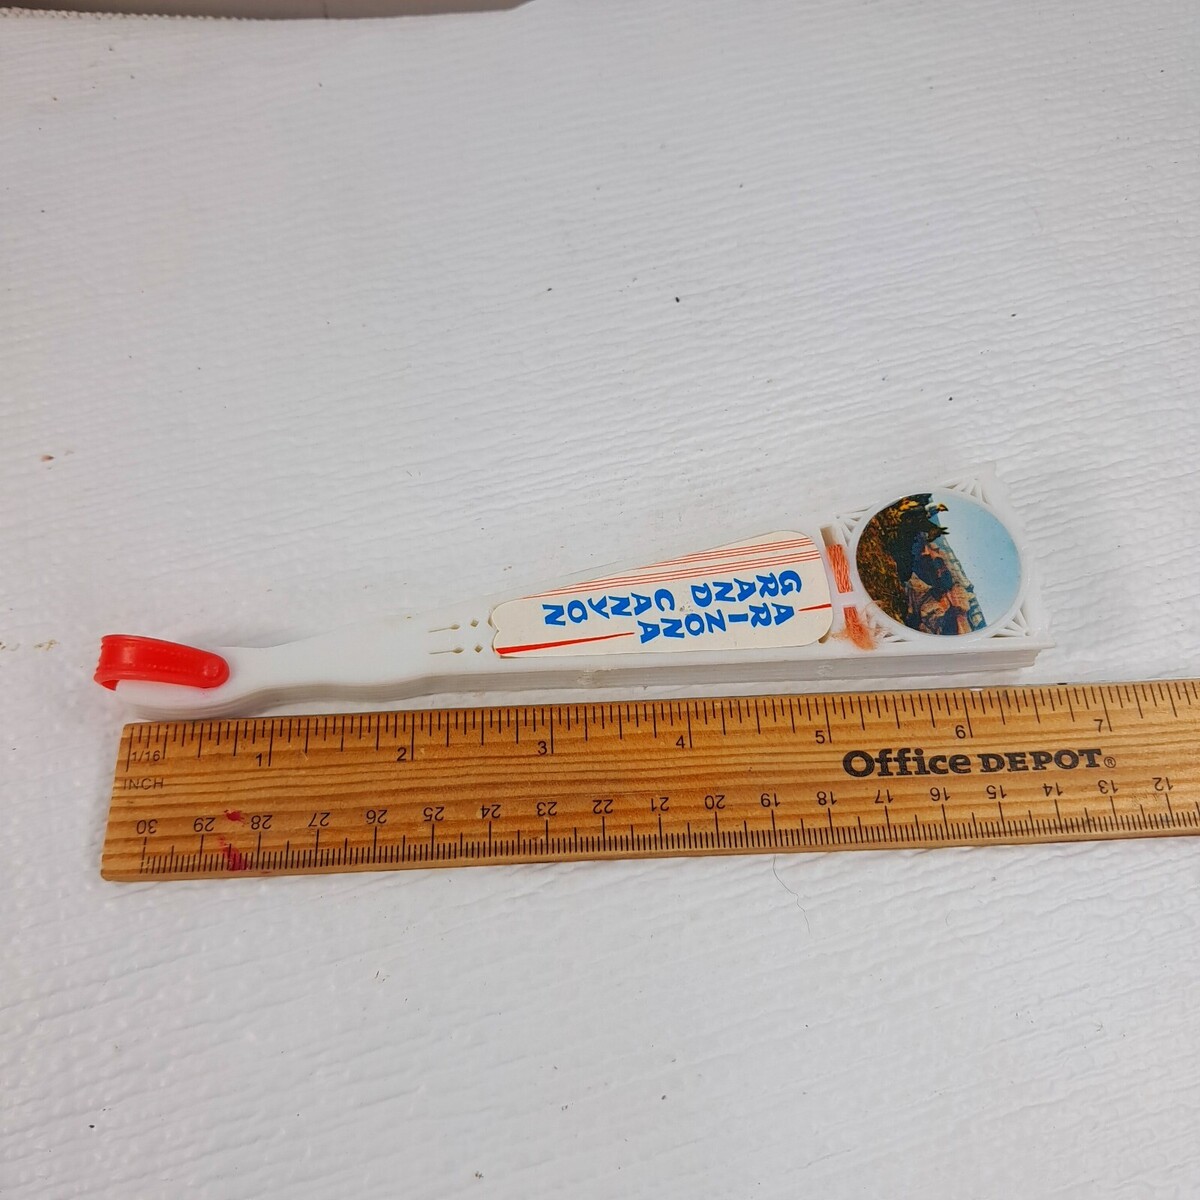 ARIZONA
GRAND CANYON
1 2 3 4 5 6 7
1/16
INCH
Office DEPOT®
30 29 28 27 26 25 24 23 22 21 20 19 18 17 16 15 14 13 12